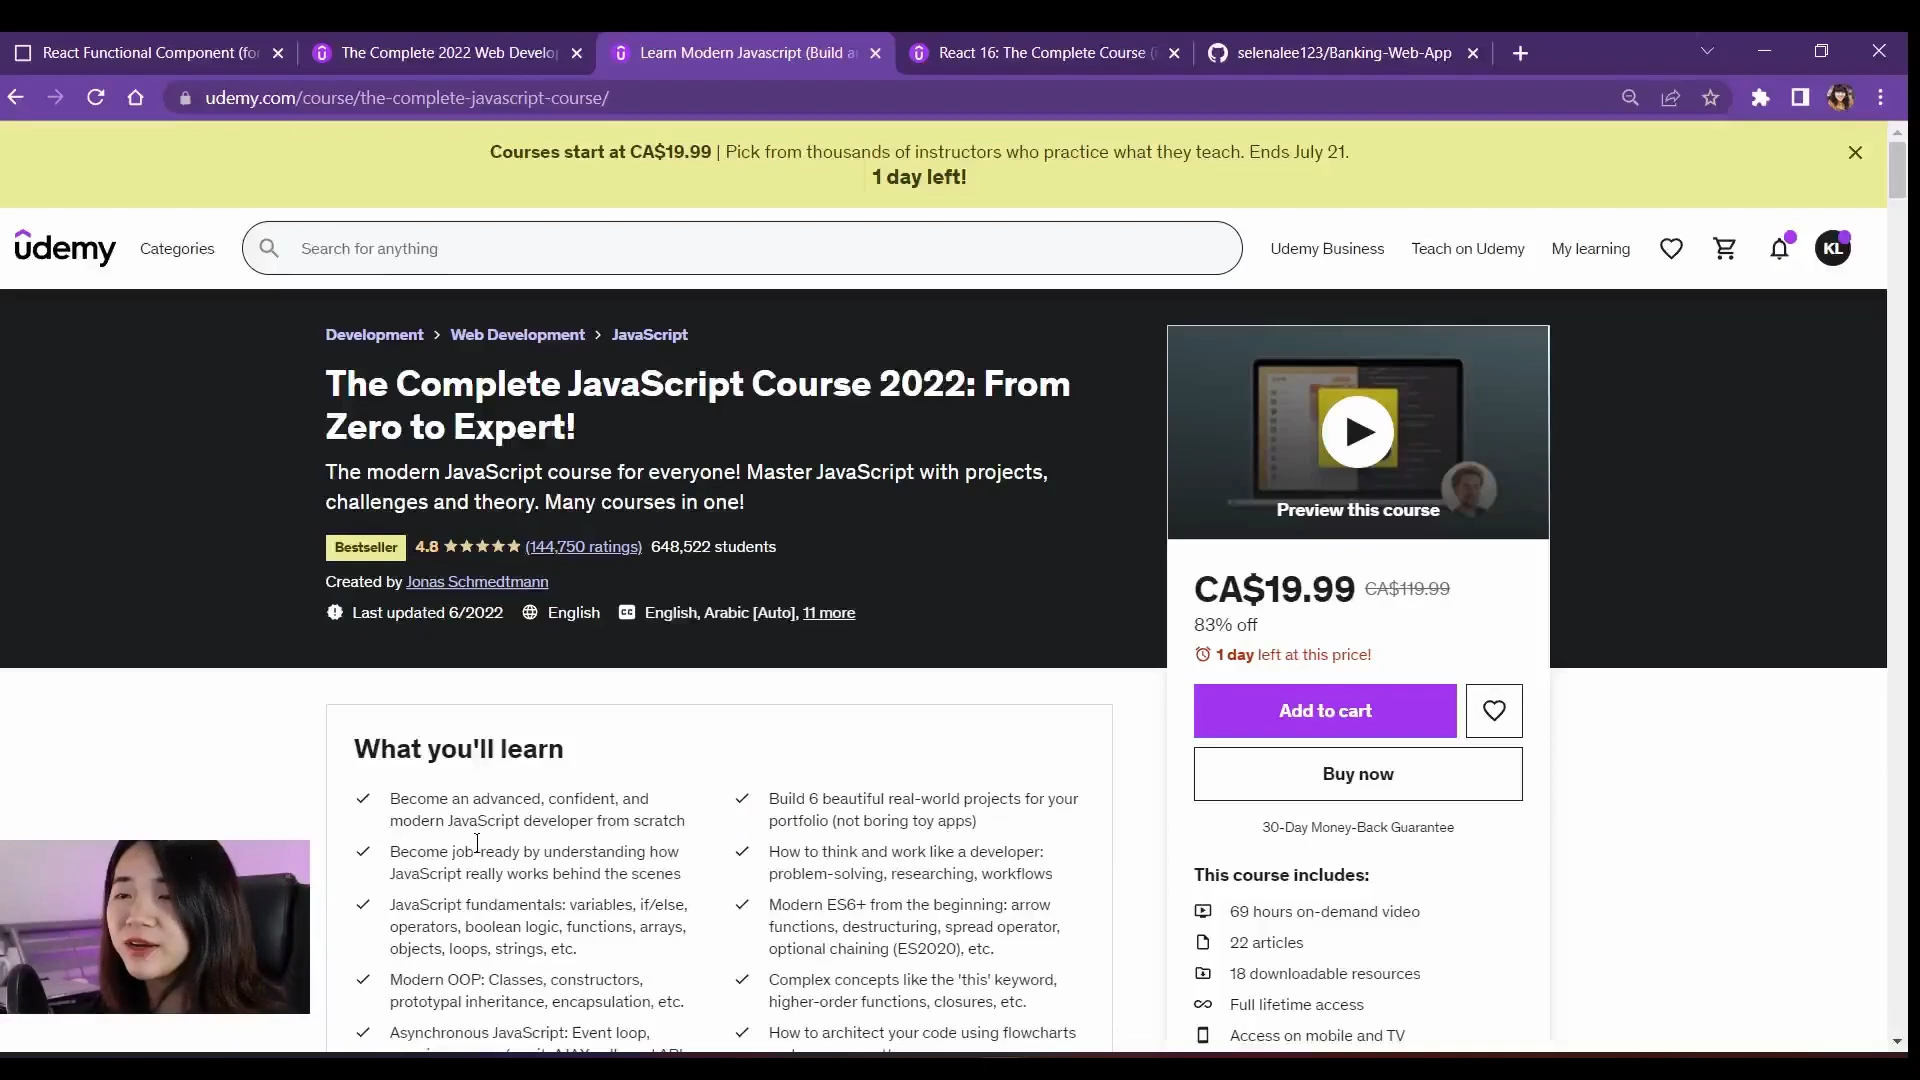 React Functional Component (fo
The Complete 2022 Web Develo
Learn Modern Javascript (Build a
React 16: The Complete Course (i
selenalee123/Banking-Web-App
udemy.com/course/the-complete-javascript-course/
Courses start at CA$19.99 | Pick from thousands of instructors who practice what they teach. Ends July 21.
1 day left!
udemy
Categories
Search for anything
Udemy Business
Teach on Udemy
My learning
KL
Development > Web Development > JavaScript
The Complete JavaScript Course 2022: From
Zero to Expert!
The modern JavaScript course for everyone! Master JavaScript with projects,
challenges and theory. Many courses in one!
Bestseller 4.8 (144,750 ratings) 648,522 students
Created by Jonas Schmedtmann
Last updated 6/2022 English CC English, Arabic [Auto], 11 more
Preview this course
CA$19.99 CA$119.99
83% off
1 day left at this price!
Add to cart
Buy now
30-Day Money-Back Guarantee
This course includes:
69 hours on-demand video
22 articles
18 downloadable resources
Full lifetime access
Access on mobile and TV
What you'll learn
Become an advanced, confident, and
modern JavaScript developer from scratch
Become job-ready by understanding how
JavaScript really works behind the scenes
JavaScript fundamentals: variables, if/else,
operators, boolean logic, functions, arrays,
objects, loops, strings, etc.
Modern OOP: Classes, constructors,
prototypal inheritance, encapsulation, etc.
Asynchronous JavaScript: Event loop,
Build 6 beautiful real-world projects for your
portfolio (not boring toy apps)
How to think and work like a developer:
problem-solving, researching, workflows
Modern ES6+ from the beginning: arrow
functions, destructuring, spread operator,
optional chaining (ES2020), etc.
Complex concepts like the 'this' keyword,
higher-order functions, closures, etc.
How to architect your code using flowcharts